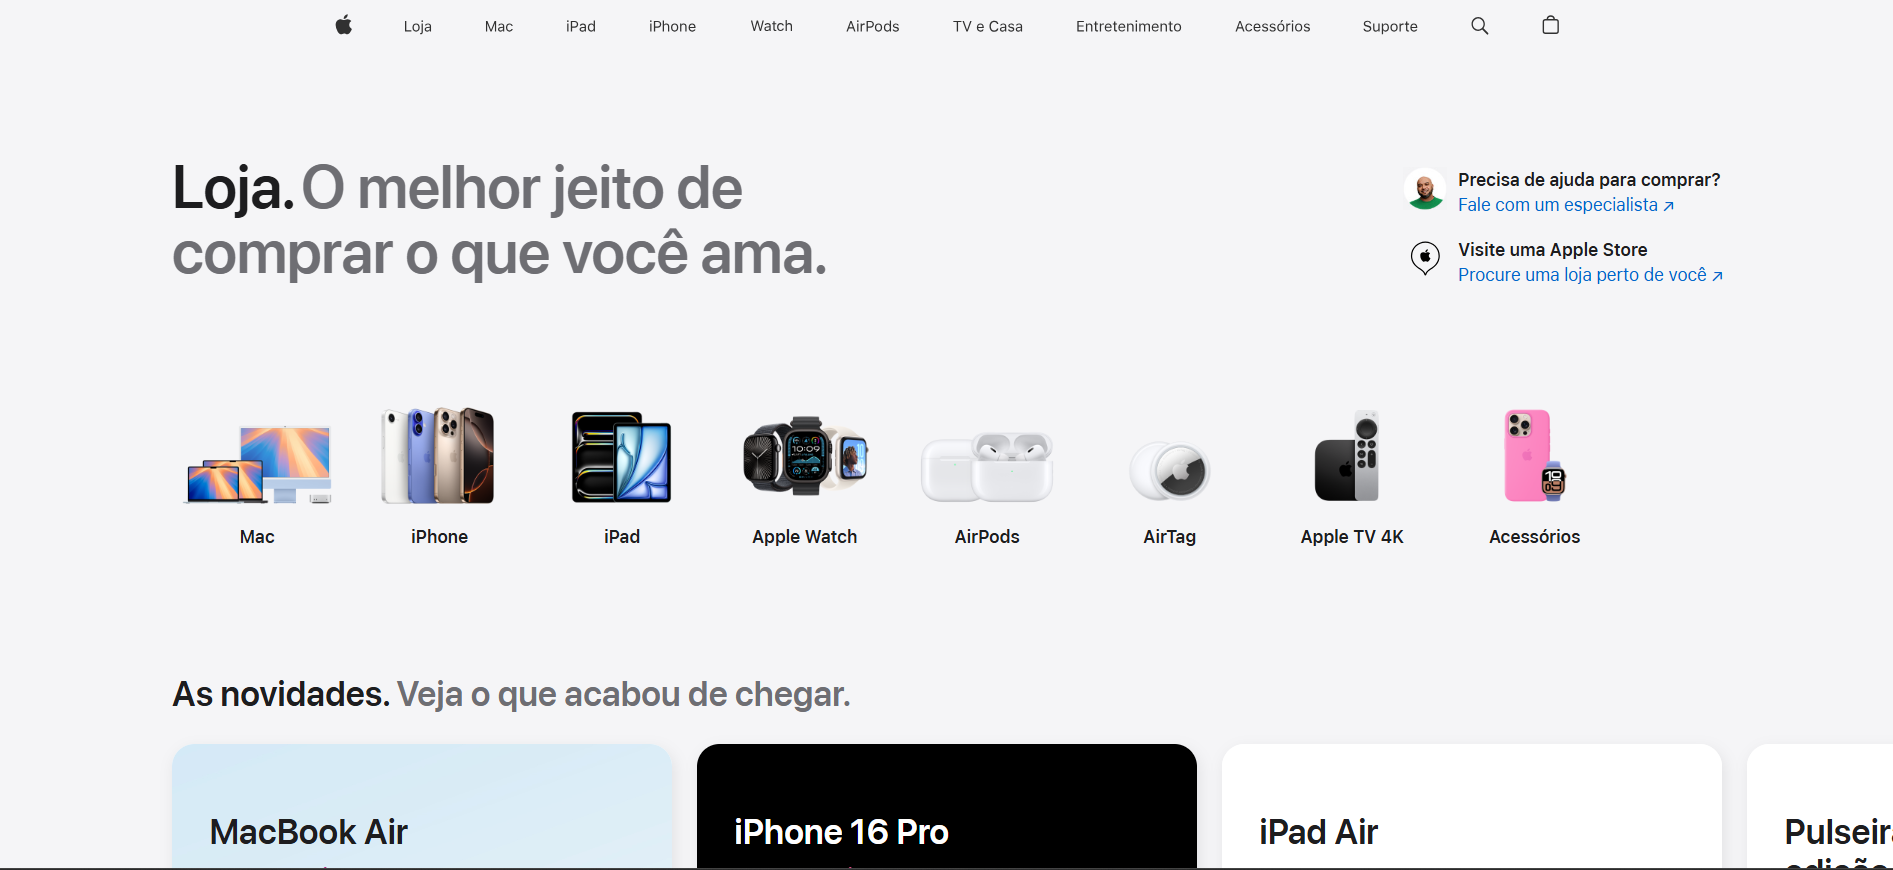 Loja Mac iPad iPhone Watch AirPods TV e Casa Entretenimento Acessórios Suporte
Loja. O melhor jeito de
comprar o que você ama.
Precisa de ajuda para comprar?
Fale com um especialista ↗
Visite uma Apple Store
Procure uma loja perto de você ↗
10:09
10
Mac iPhone iPad Apple Watch AirPods AirTag Apple TV 4K Acessórios
As novidades. Veja o que acabou de chegar.
MacBook Air
iPhone 16 Pro
iPad Air